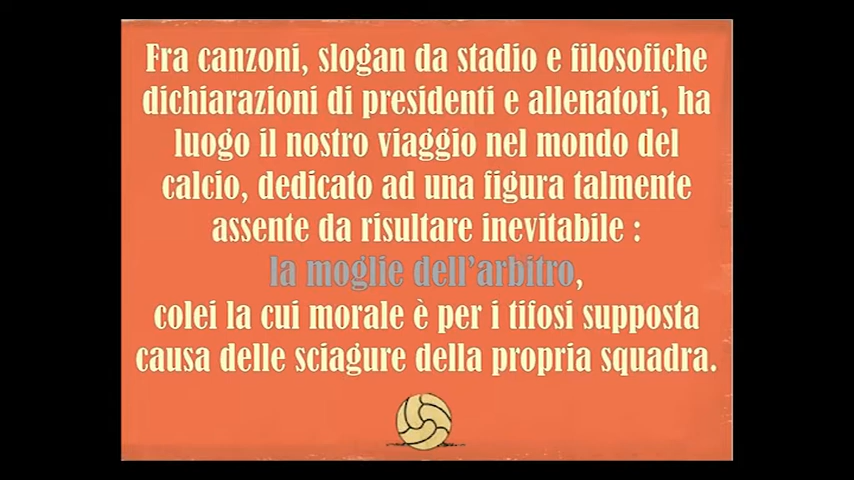 Fra canzoni, slogan da stadio e filosofiche
dichiarazioni di presidenti e allenatori, ha
luogo il nostro viaggio nel mondo del
calcio, dedicato ad una figura talmente
assente da risultare inevitabile :
la moglie dell'arbitro,
colei la cui morale è per i tifosi supposta
causa delle sciagure della propria squadra.